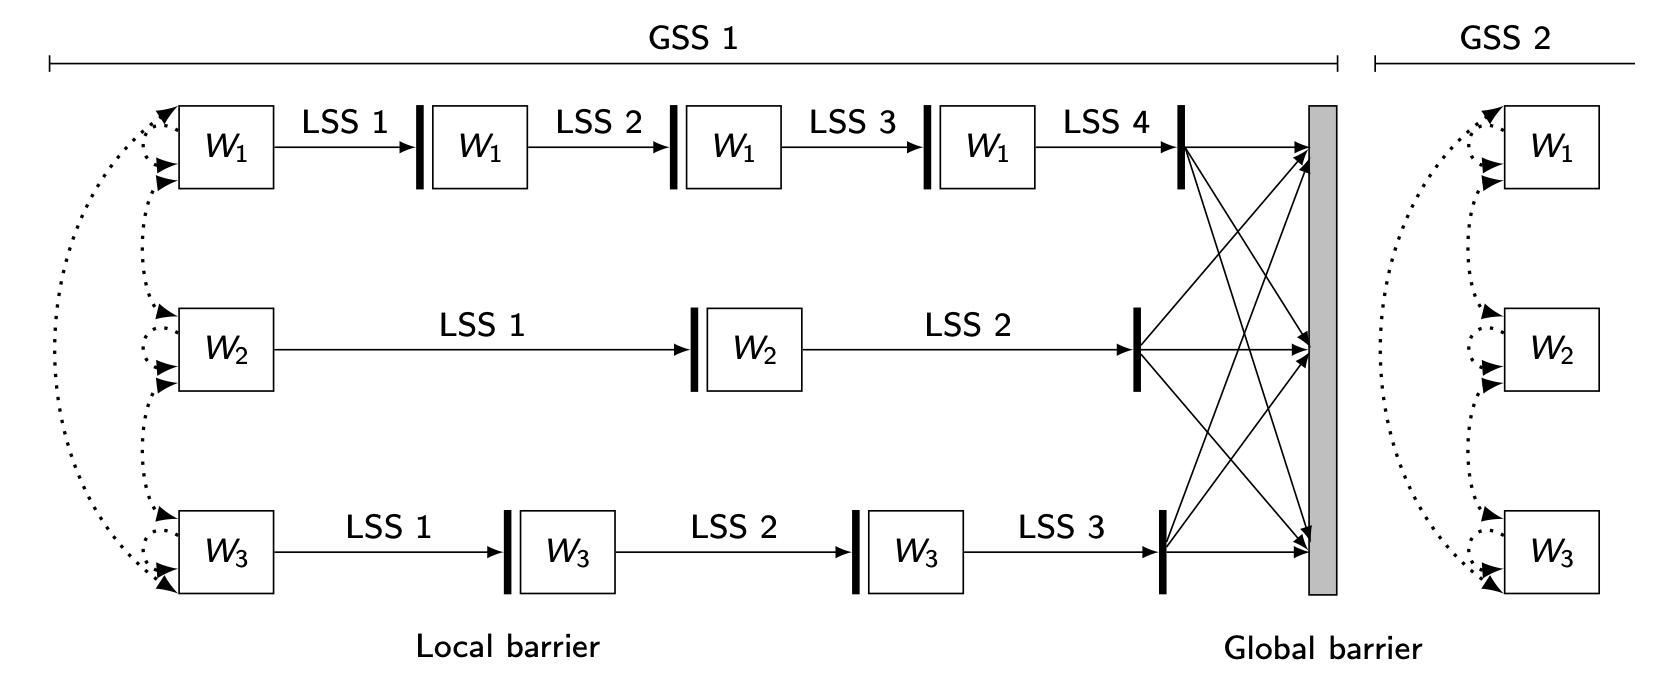 GSS 1 GSS 2
W₁ LSS 1 W₁ LSS 2 W₁ LSS 3 W₁ LSS 4 W₁
W₂ LSS 1 W₂ LSS 2 W₂
W₃ LSS 1 W₃ LSS 2 W₃ LSS 3 W₃
Local barrier Global barrier